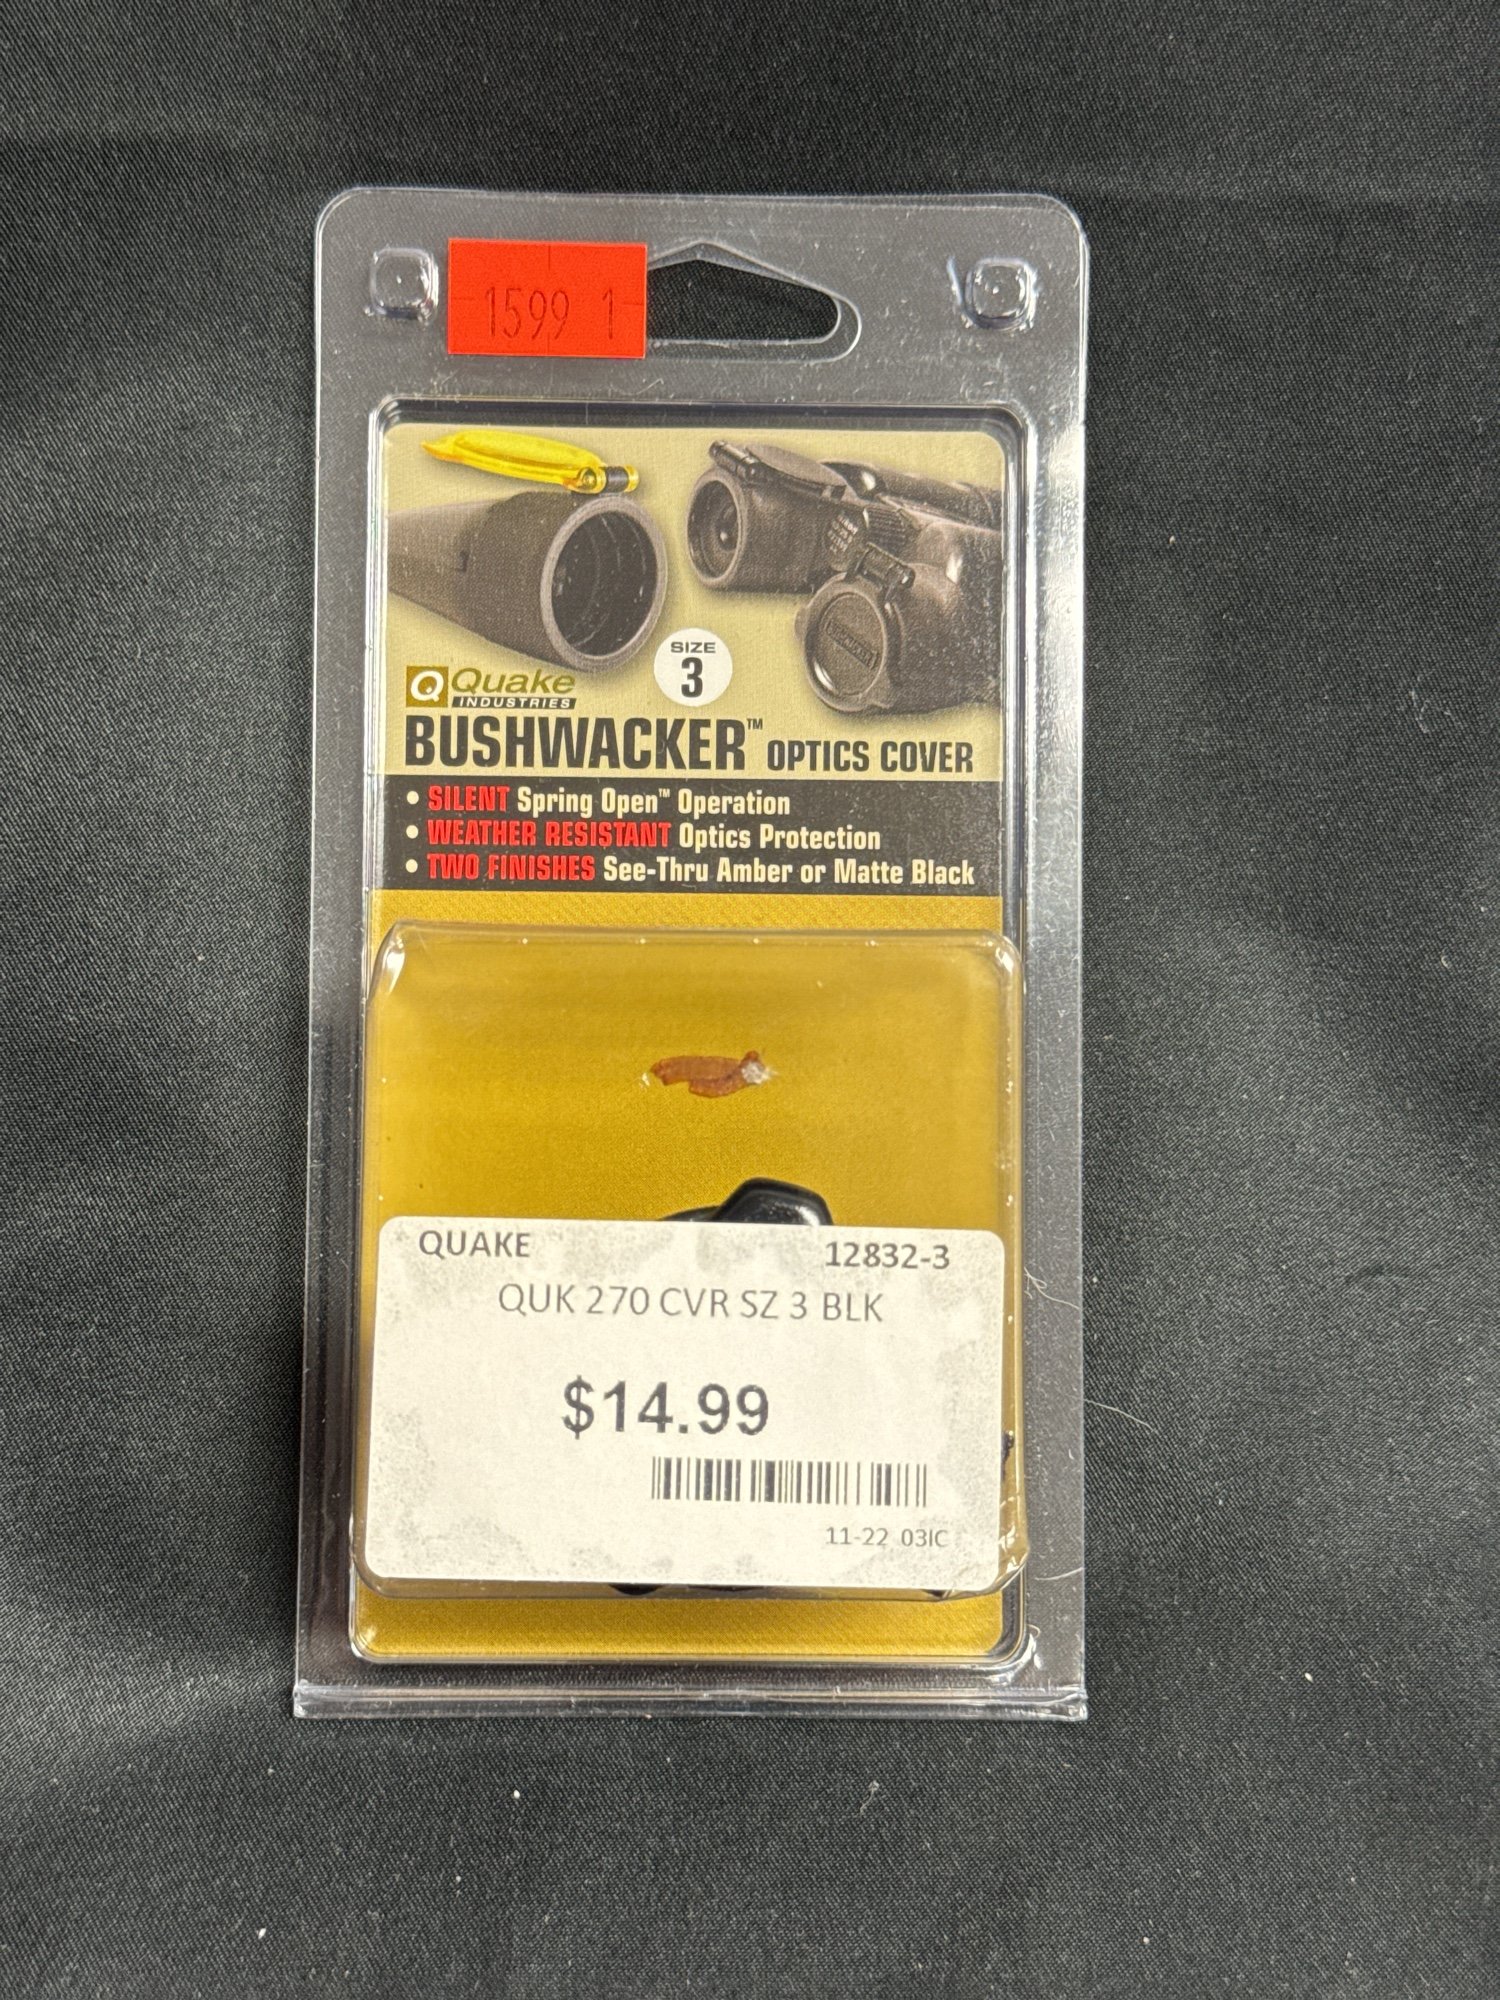 1599 1
SIZE
3
Q Quake
INDUSTRIES
BUSHWACKER™ OPTICS COVER
• SILENT Spring Open™ Operation
• WEATHER RESISTANT Optics Protection
• TWO FINISHES See-Thru Amber or Matte Black
QUAKE 12832-3
QUK 270 CVR SZ 3 BLK
$14.99
11-22 03IC